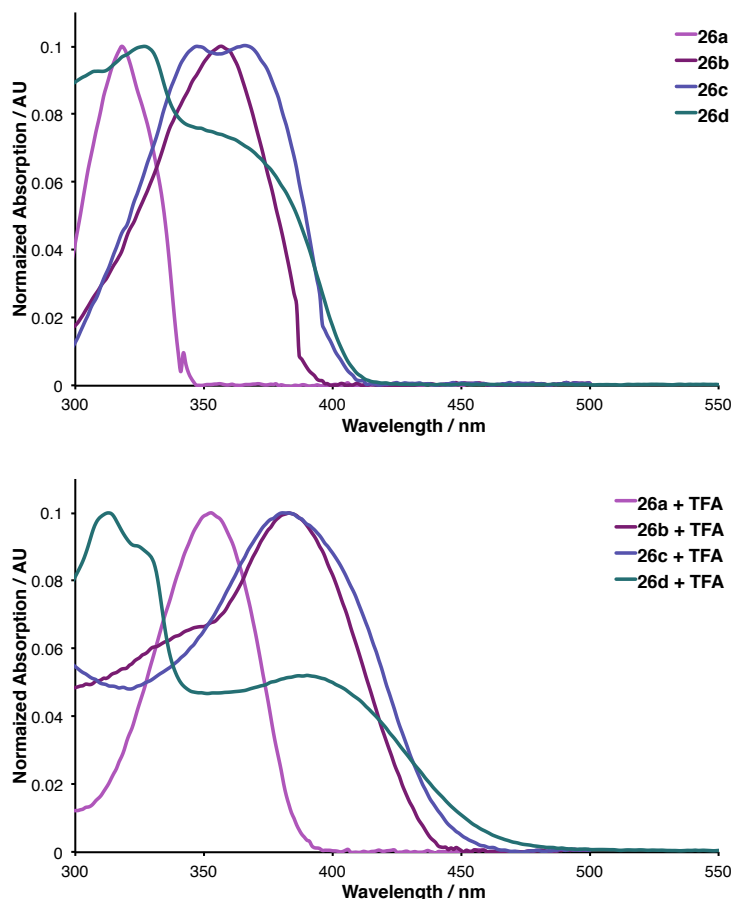 26a
26b
26c
26d
Normaized Absorption / AU
0.1
0.08
0.06
0.04
0.02
0
300 350 400 450 500 550
Wavelength / nm
26a + TFA
26b + TFA
26c + TFA
26d + TFA
Normaized Absorption / AU
0.1
0.08
0.06
0.04
0.02
0
300 350 400 450 500 550
Wavelength / nm